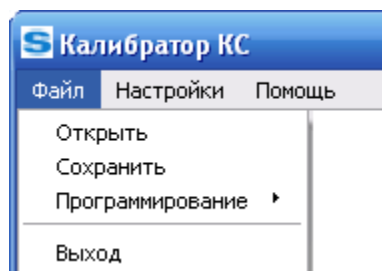 S Калибратор КС
Файл Настройки Помощь
Открыть
Сохранить
Программирование
Выход